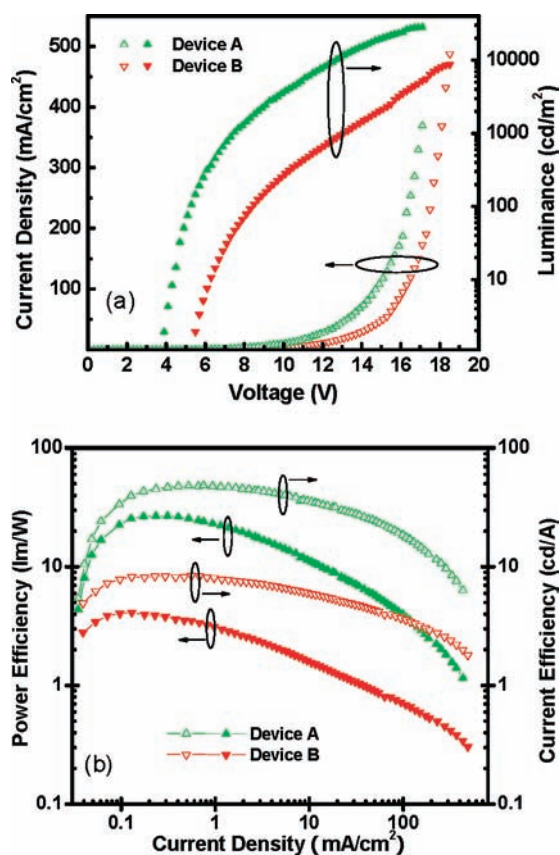 500
400
300
200
100
Current Density (mA/cm²)
Device A
Device B
10000
1000
100
10
Luminance (cd/m²)
(a)
0 2 4 6 8 10 12 14 16 18 20
Voltage (V)
100
10
1
0.1
Power Efficiency (lm/W)
100
10
1
0.1
Current Efficiency (cd/A)
Device A
Device B
(b)
0.1 1 10 100
Current Density ( mA/cm²)